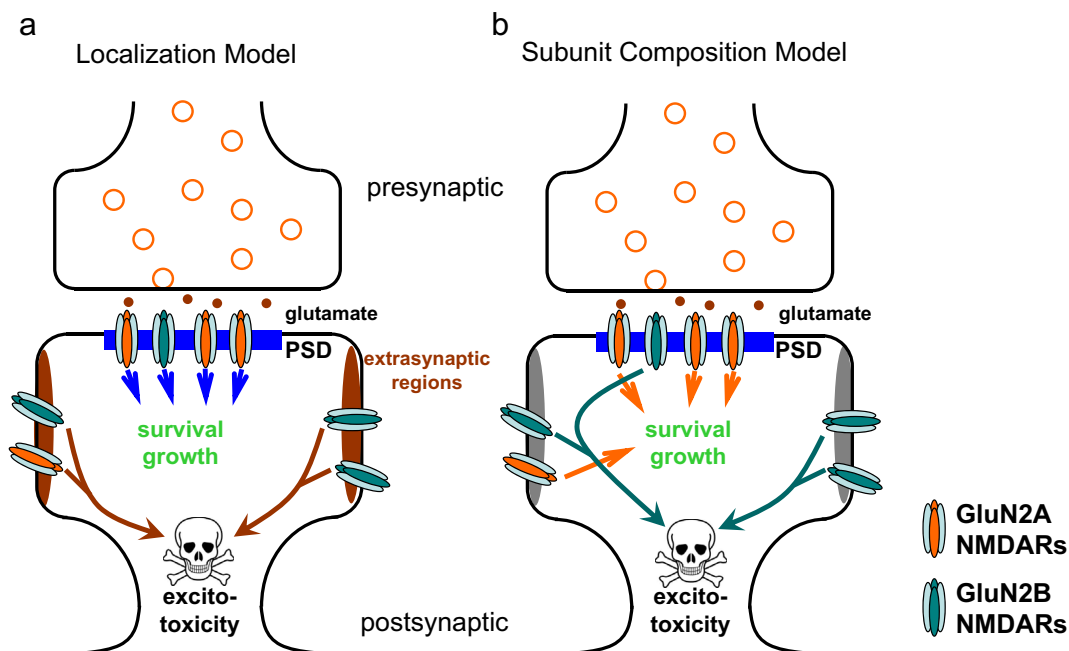 a
Localization Model
b
Subunit Composition Model
presynaptic
glutamate
PSD
extrasynaptic
regions
survival
growth
excito-
toxicity
postsynaptic
glutamate
PSD
survival
growth
excito-
toxicity
GluN2A
NMDARs
GluN2B
NMDARs